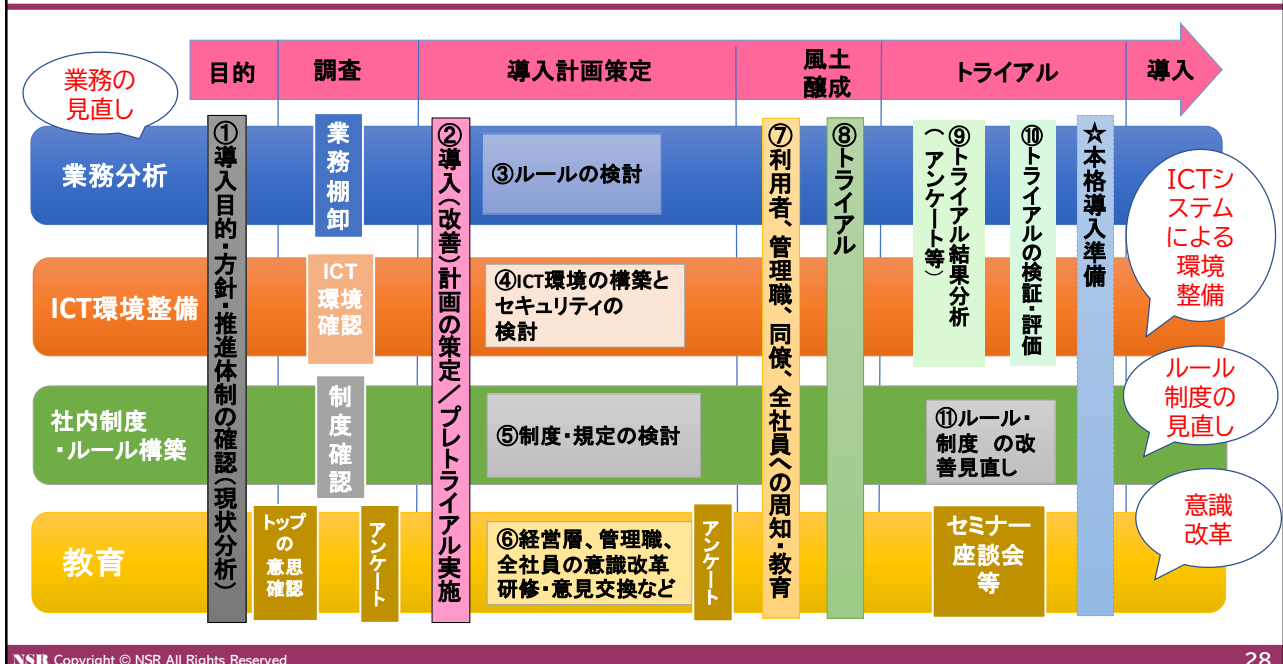 目的
調査
導入計画策定
風土
醸成
トライアル
導入
業務の
見直し
業務分析
ICT環境整備
社内制度
・ルール構築
教育
①導入目的・方針・推進体制の確認(現状分析)
業務棚卸
ICT
環境
確認
制度確認
トップ
の
意思
確認
アンケート
②導入(改善)計画の策定/プレトライアル実施
③ルールの検討
④ICT環境の構築と
セキュリティの
検討
⑤制度・規定の検討
⑥経営層、管理職、
全社員の意識改革
研修・意見交換など
アンケート
⑦利用者、管理職、同僚、全社員への周知・教育
⑧トライアル
⑨トライアル結果分析
(アンケート等)
⑩トライアルの検証・評価
⑪ルール・
制度 の改
善見直し
セミナー
座談会
等
☆本格導入準備
ICTシ
ステム
による
環境
整備
ルール
制度の
見直し
意識
改革
NSR Copyright © NSR All Rights Reserved
28